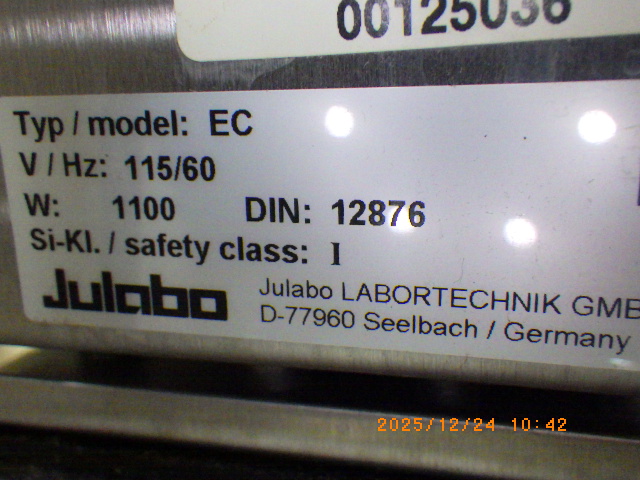 00125036
Typ / model: EC
V / Hz: 115/60
W: 1100 DIN: 12876
Si-Kl. / safety class: I
Julabo
Julabo LABORTECHNIK GMB
D-77960 Seelbach / Germany
2025/12/24 10:42